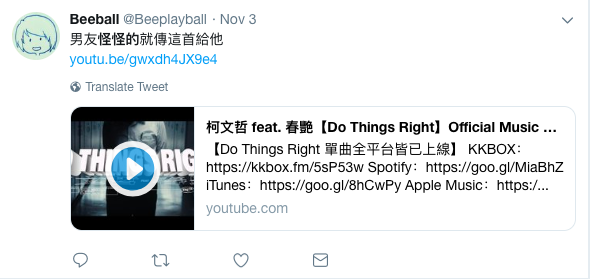 Beeball @Beeplayball · Nov 3
男友怪怪的就傳這首給他
youtu.be/gwxdh4JX9e4
Translate Tweet
柯文哲 feat. 春艷【Do Things Right】Official Music ...
【Do Things Right 單曲全平台皆已上線】 KKBOX：
https://kkbox.fm/5sP53w Spotify：https://goo.gl/MiaBhZ
iTunes：https://goo.gl/8hCwPy Apple Music：https:/...
youtube.com
THINGS RIGH